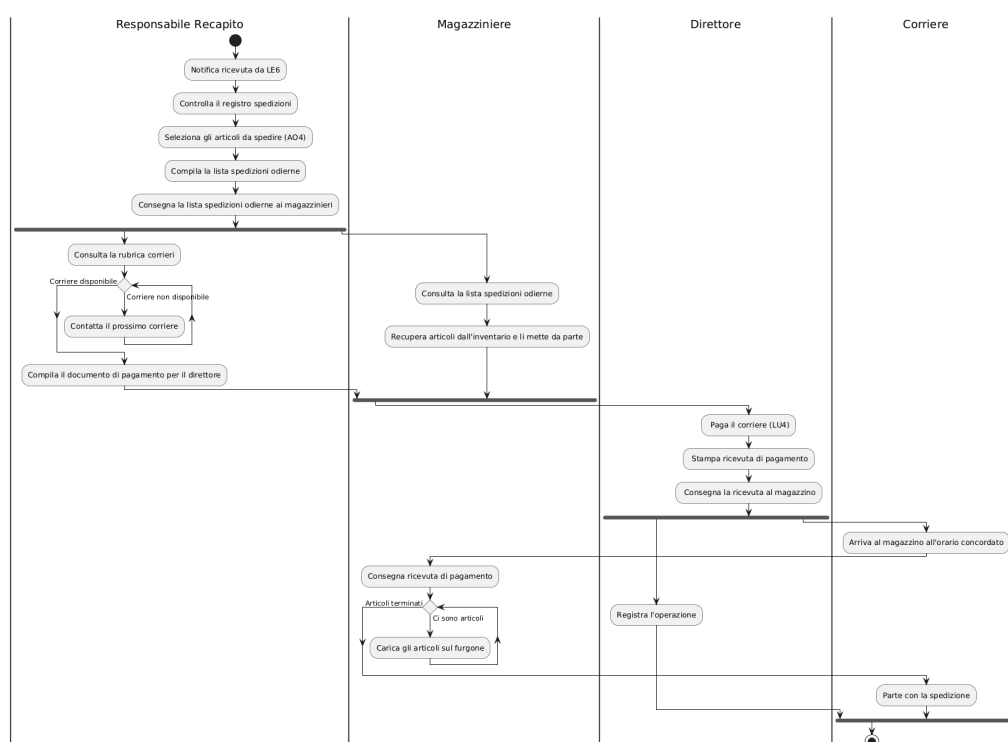 Responsabile Recapito
Magazziniere
Direttore
Corriere
Notifica ricevuta da LE6
Controlla il registro spedizioni
Seleziona gli articoli da spedire (AO4)
Compila la lista spedizioni odierne
Consegna la lista spedizioni odierne ai magazzinieri
Consulta la rubrica corrieri
Corriere disponibile
Corriere non disponibile
Contatta il prossimo corriere
Compila il documento di pagamento per il direttore
Consulta la lista spedizioni odierne
Recupera articoli dall'inventario e li mette da parte
Paga il corriere (LU4)
Stampa ricevuta di pagamento
Consegna la ricevuta al magazzino
Arriva al magazzino all'orario concordato
Consegna ricevuta di pagamento
Articoli terminati
Ci sono articoli
Carica gli articoli sul furgone
Registra l'operazione
Parte con la spedizione